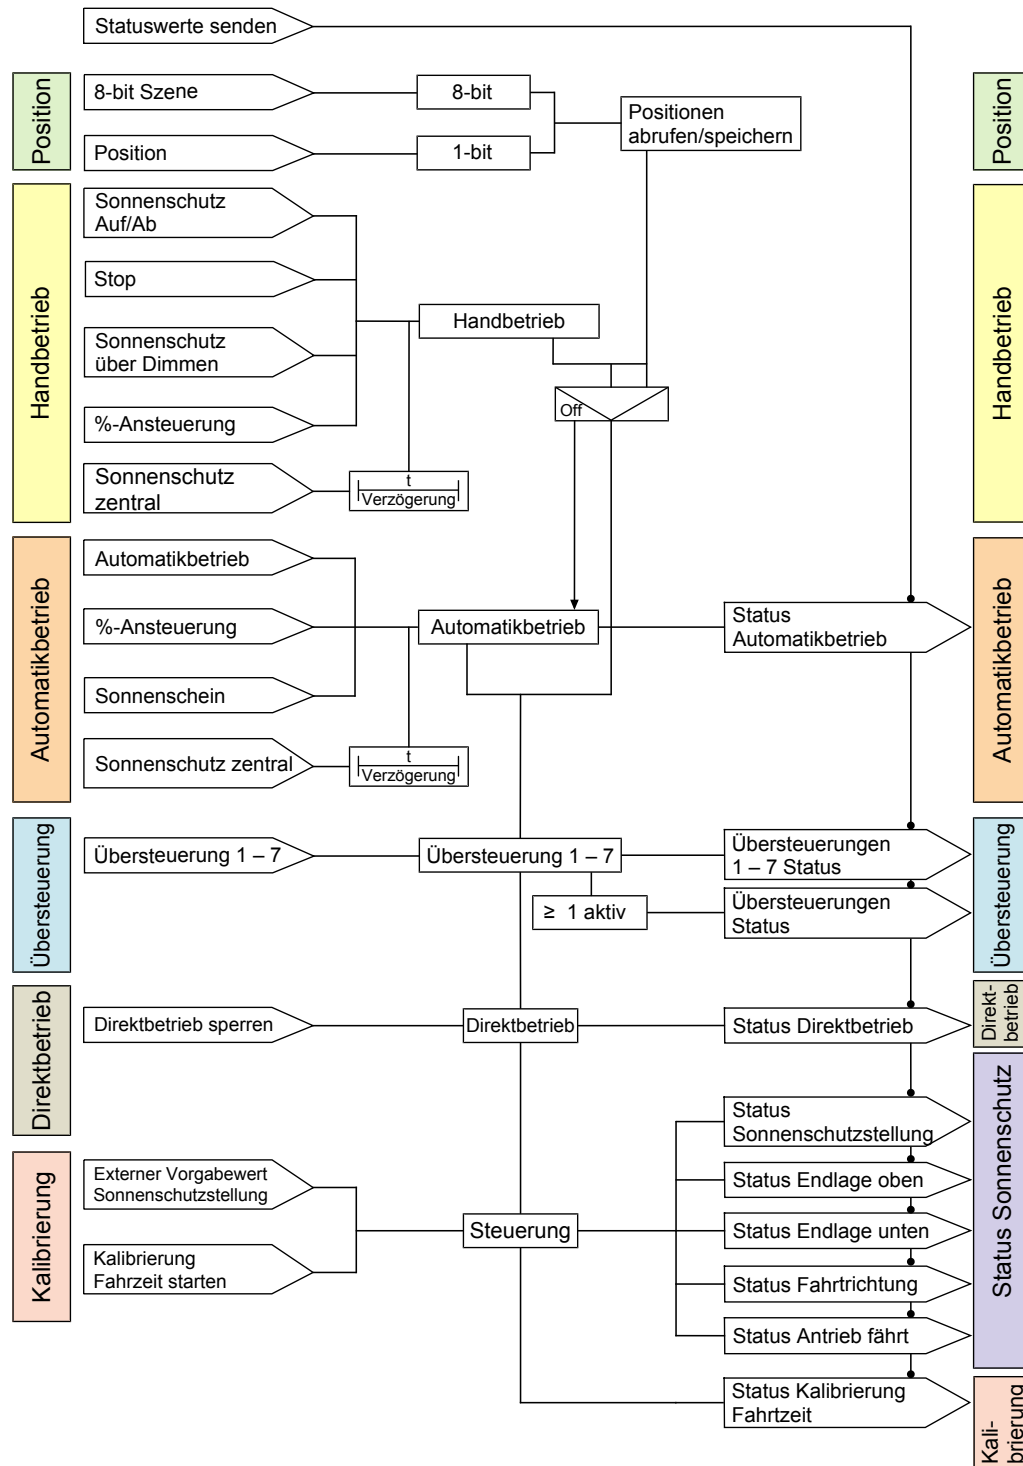 Statuswerte senden
Position
8-bit Szene
8-bit
Positionen
abrufen/speichern
Position
1-bit
Position
Handbetrieb
Sonnenschutz
Auf/Ab
Stop
Handbetrieb
Sonnenschutz
über Dimmen
Off
%-Ansteuerung
Sonnenschutz
zentral
t
Verzögerung
Handbetrieb
Automatikbetrieb
Automatikbetrieb
%-Ansteuerung
Automatikbetrieb
Status
Automatikbetrieb
Sonnenschein
Sonnenschutz zentral
t
Verzögerung
Automatikbetrieb
Übersteuerung
Übersteuerung 1 – 7
Übersteuerung 1 – 7
Übersteuerungen
1 – 7 Status
≥ 1 aktiv
Übersteuerungen
Status
Übersteuerung
Direktbetrieb
Direktbetrieb sperren
Direktbetrieb
Status Direktbetrieb
Direkt-
betrieb
Status
Sonnenschutzstellung
Kalibrierung
Externer Vorgabewert
Sonnenschutzstellung
Status Endlage oben
Steuerung
Status Endlage unten
Kalibrierung
Fahrzeit starten
Status Fahrtrichtung
Status Antrieb fährt
Status Sonnenschutz
Status Kalibrierung
Fahrtzeit
Kali-
brierung